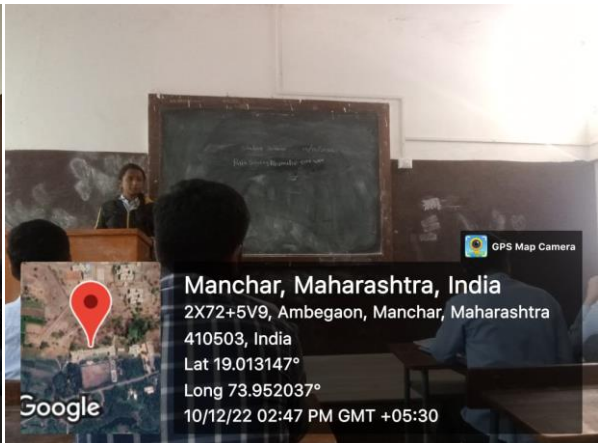 GPS Map Camera
Manchar, Maharashtra, India
2X72+5V9, Ambegaon, Manchar, Maharashtra
410503, India
Lat 19.013147°
Long 73.952037°
10/12/22 02:47 PM GMT +05:30
Google